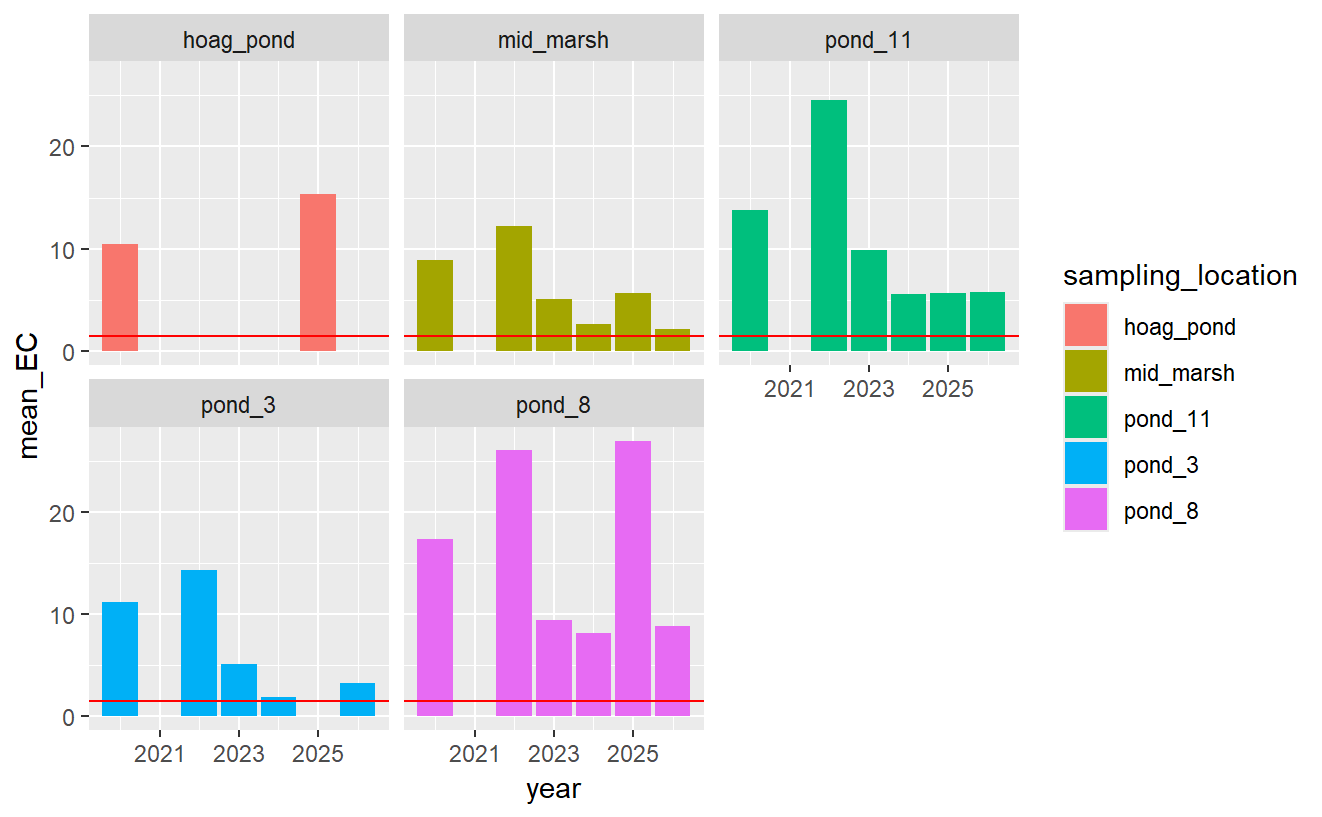 hoag_pond
mid_marsh
pond_11
20
10
0
2021
2023
2025
pond_3
pond_8
20
10
0
2021
2023
2025
2021
2023
2025
mean_EC
year
sampling_location
hoag_pond
mid_marsh
pond_11
pond_3
pond_8